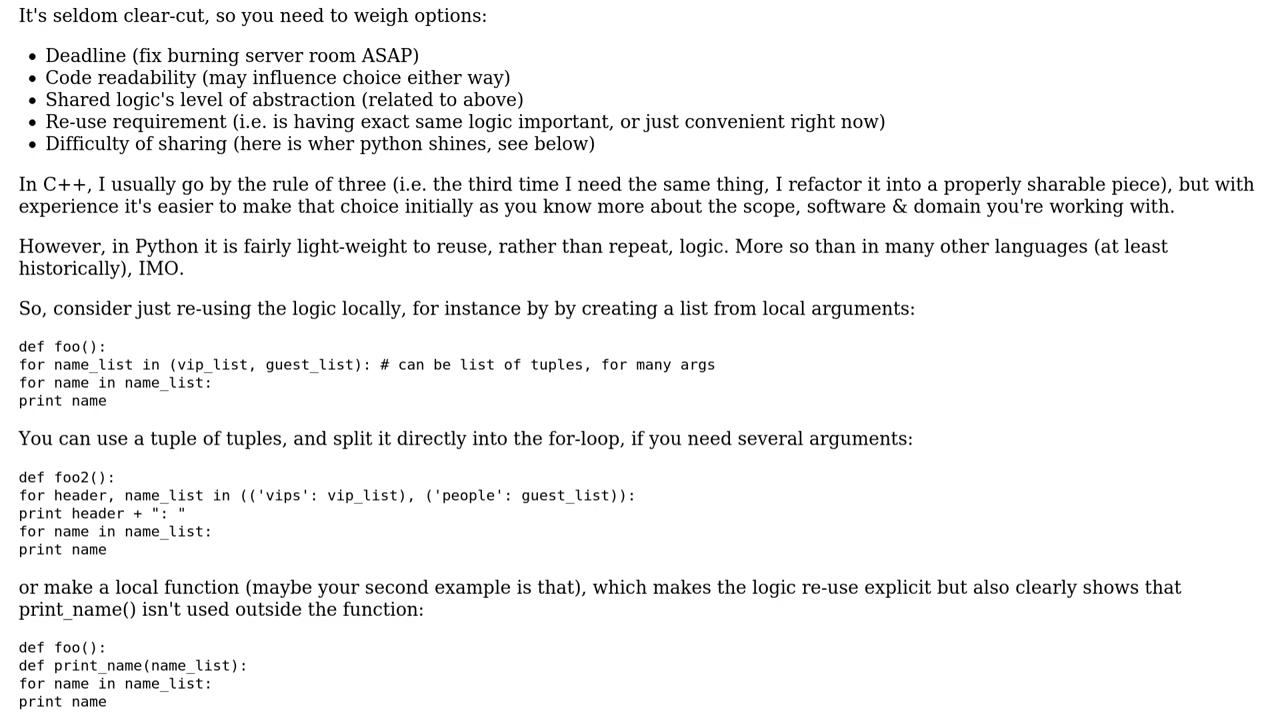 It's seldom clear-cut, so you need to weigh options:
• Deadline (fix burning server room ASAP)
• Code readability (may influence choice either way)
• Shared logic's level of abstraction (related to above)
• Re-use requirement (i.e. is having exact same logic important, or just convenient right now)
• Difficulty of sharing (here is wher python shines, see below)
In C++, I usually go by the rule of three (i.e. the third time I need the same thing, I refactor it into a properly sharable piece), but with
experience it's easier to make that choice initially as you know more about the scope, software & domain you're working with.
However, in Python it is fairly light-weight to reuse, rather than repeat, logic. More so than in many other languages (at least
historically), IMO.
So, consider just re-using the logic locally, for instance by by creating a list from local arguments:
def foo():
for name_list in (vip_list, guest_list): # can be list of tuples, for many args
for name in name_list:
print name
You can use a tuple of tuples, and split it directly into the for-loop, if you need several arguments:
def foo2():
for header, name_list in (('vips': vip_list), ('people': guest_list)):
print header + ": "
for name in name_list:
print name
or make a local function (maybe your second example is that), which makes the logic re-use explicit but also clearly shows that
print_name() isn't used outside the function:
def foo():
def print_name(name_list):
for name in name_list:
print name